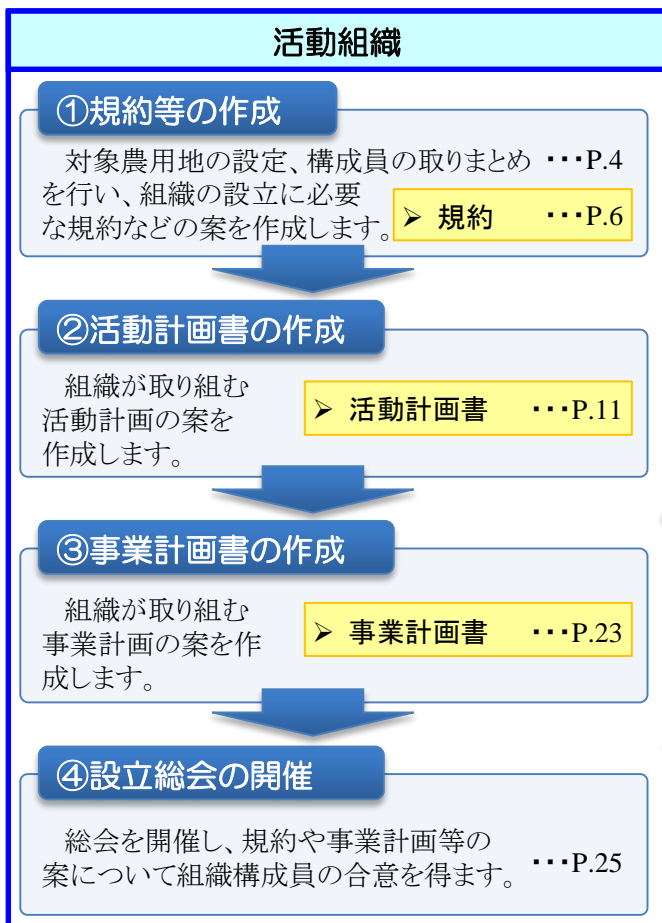 活動組織
①規約等の作成
対象農用地の設定、構成員の取りまとめ ・・・P.4
を行い、組織の設立に必要
な規約などの案を作成します。
➢ 規約 ・・・P.6
②活動計画書の作成
組織が取り組む
活動計画の案を
作成します。
➢ 活動計画書 ・・・P.11
③事業計画書の作成
組織が取り組む
事業計画の案を作
成します。
➢ 事業計画書 ・・・P.23
④設立総会の開催
総会を開催し、規約や事業計画等の
案について組織構成員の合意を得ます。 ・・・P.25